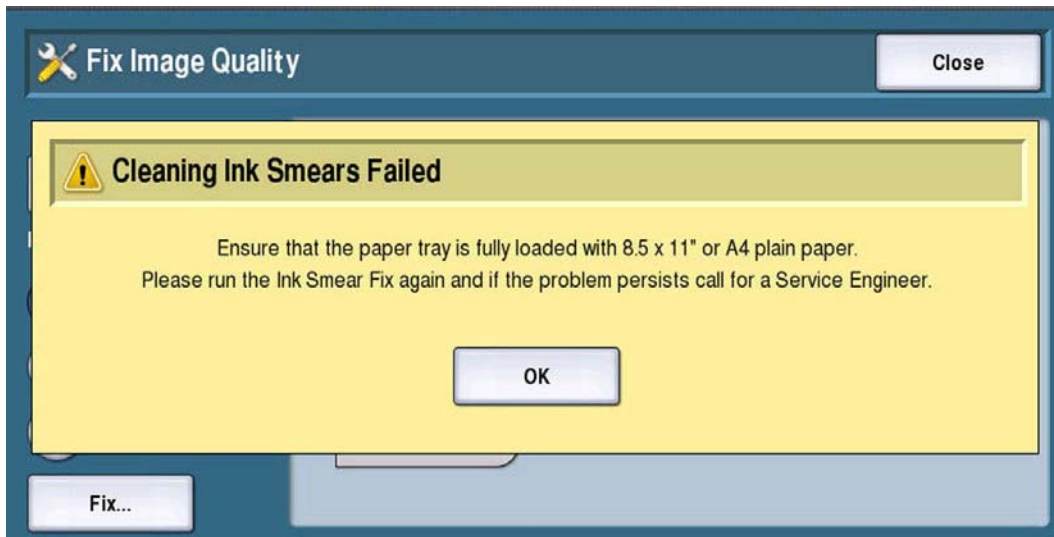 Fix Image Quality
Close
Cleaning Ink Smears Failed
Ensure that the paper tray is fully loaded with 8.5 x 11" or A4 plain paper.
Please run the Ink Smear Fix again and if the problem persists call for a Service Engineer.
OK
Fix...